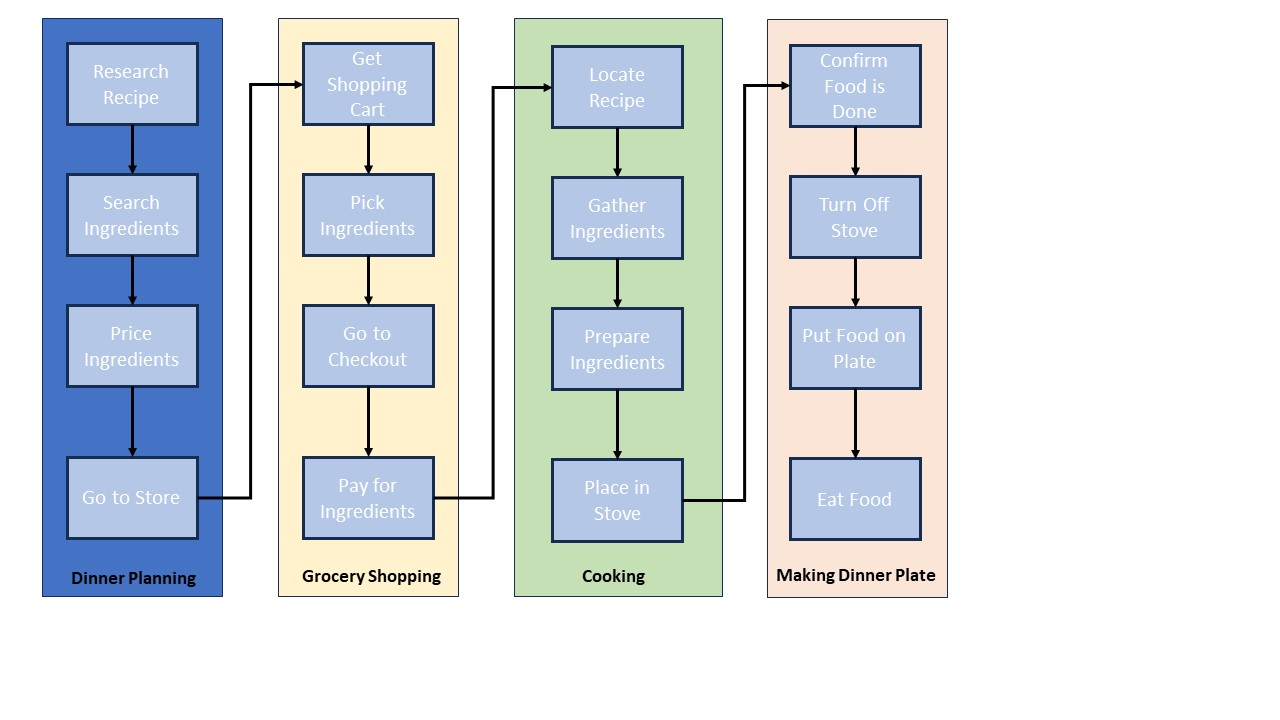 Research
Recipe
Search
Ingredients
Price
Ingredients
Go to Store
Dinner Planning
Get
Shopping
Cart
Pick
Ingredients
Go to
Checkout
Pay for
Ingredients
Grocery Shopping
Locate
Recipe
Gather
Ingredients
Prepare
Ingredients
Place in
Stove
Cooking
Confirm
Food is
Done
Turn Off
Stove
Put Food on
Plate
Eat Food
Making Dinner Plate